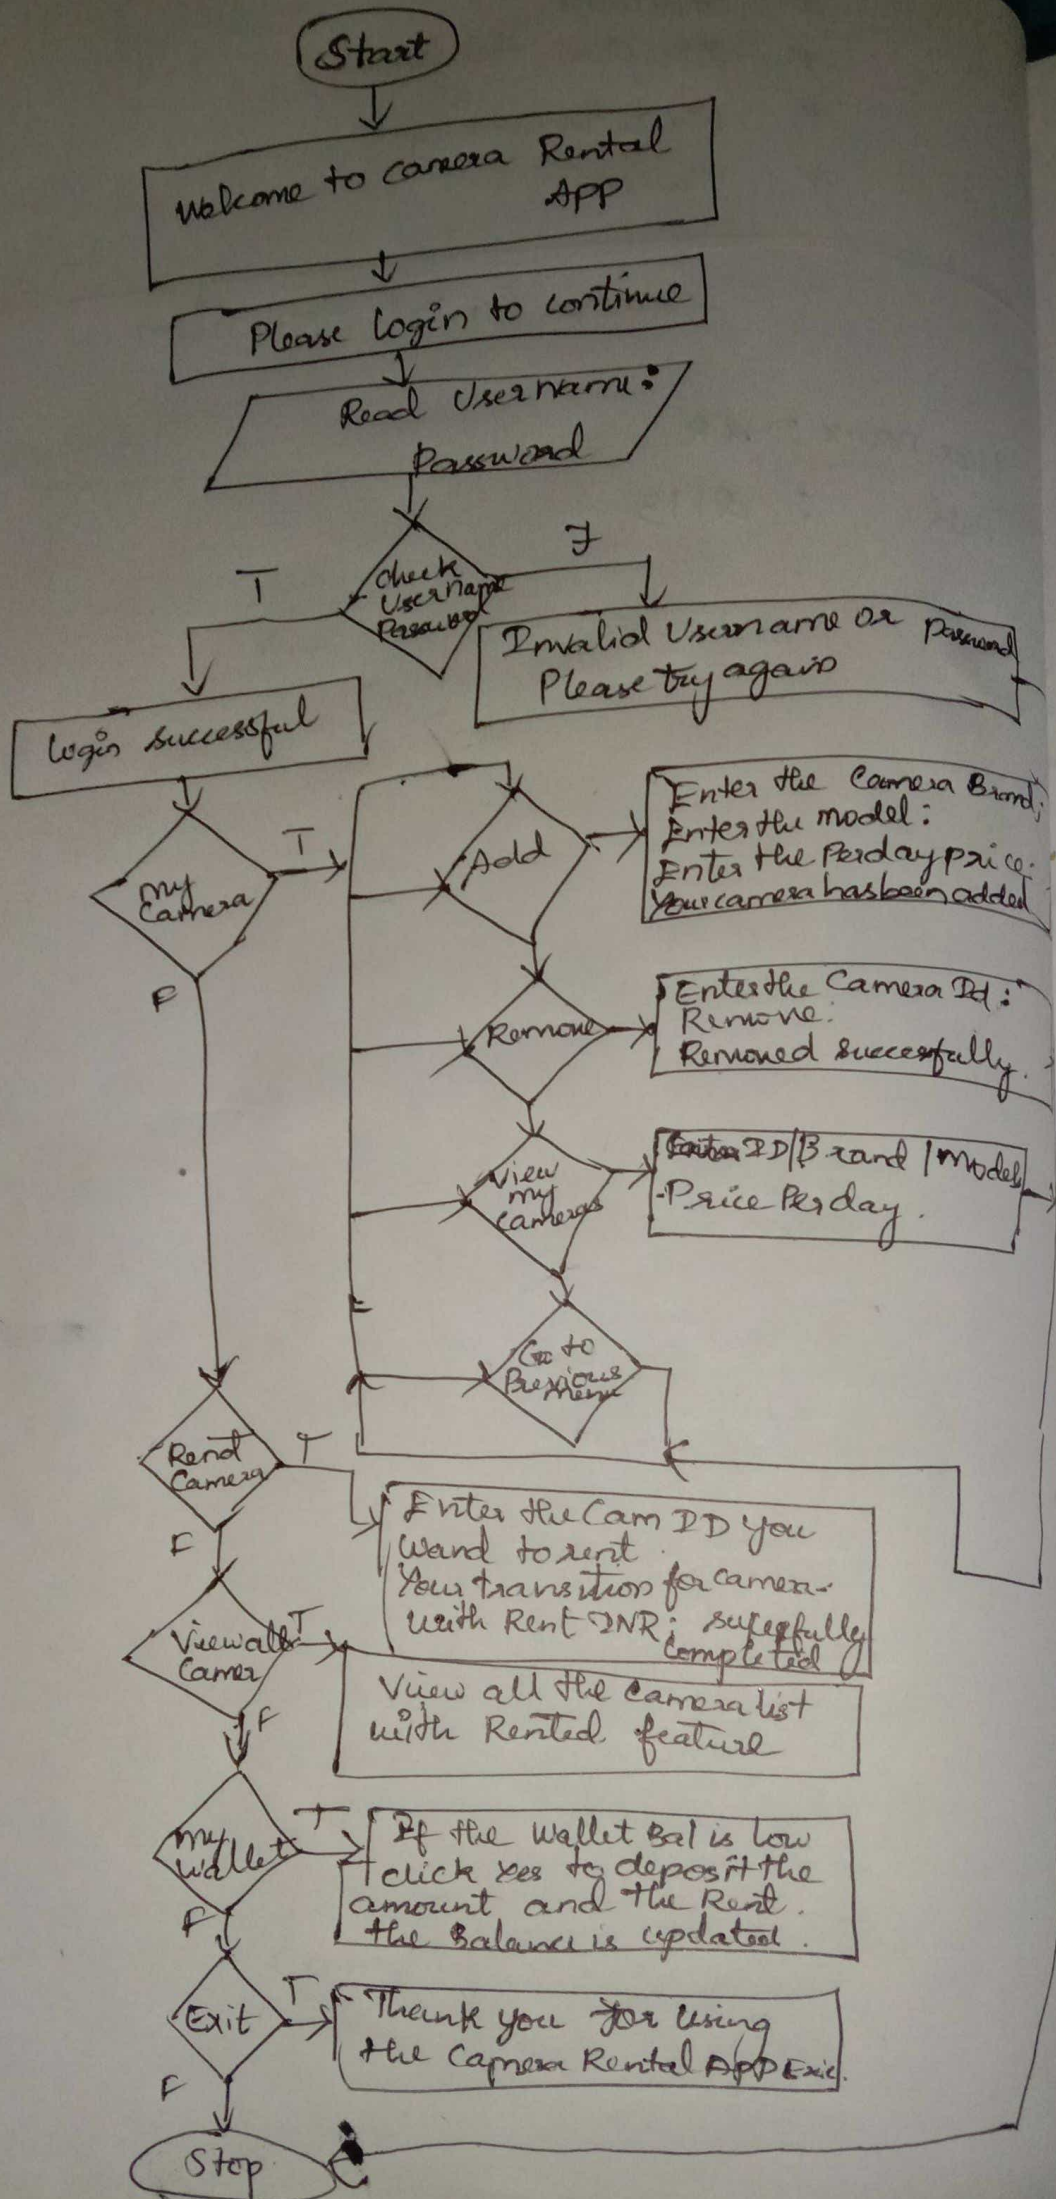 Start
Welcome to camera Rental
APP
Please login to continue
Read Username:
Password
T
F
check
Username
Password
Invalid Username or Password
Please try again
Login successful
My
Camera
T
F
Add
Enter the Camera Brand:
Enter the model:
Enter the Perday price:
Your camera has been added
Remove
Enter the Camera Id:
Remove:
Removed successfully.
View
my
cameras
ID/Brand/Model
-Price Per day.
Go to
Previous
Menu
Rent
Camera
T
F
Enter the Cam ID You
Wand to rent.
Your transition for camera-
with Rent INR; sucessfully
completed
View all
Camer
T
F
View all the camera list
with Rented feature
My
Wallet
T
F
If the Wallet Bal is low
click Yes to deposit the
amount and the Rent.
the Balance is updated.
Exit
T
F
Thank you for Using
the Camera Rental APP Exit.
Stop